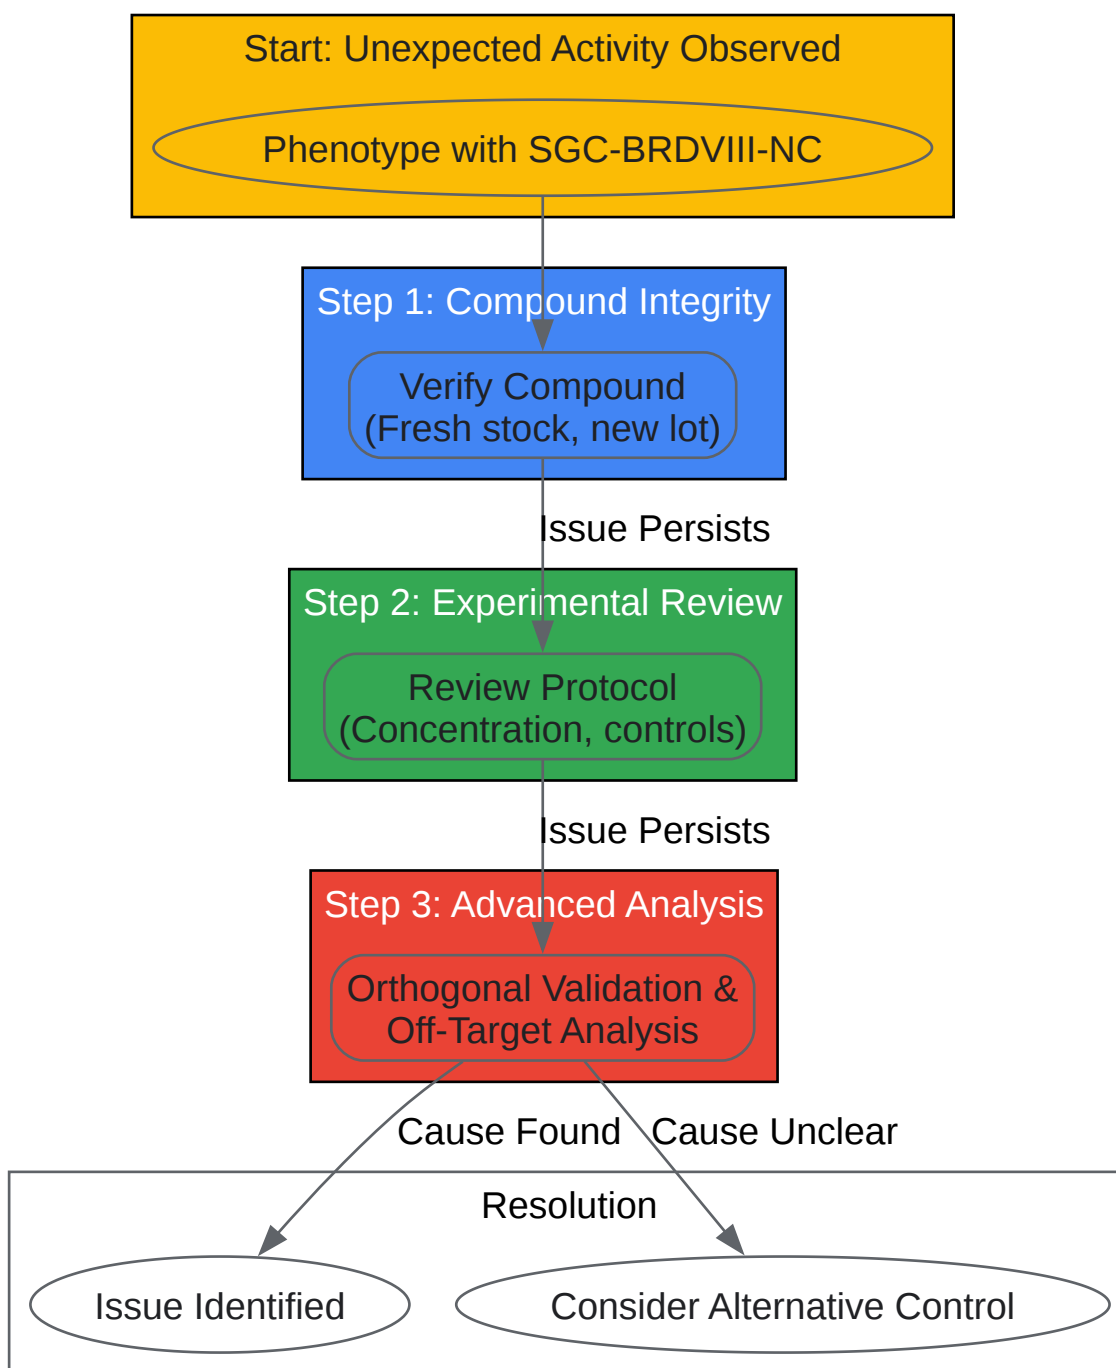 Start: Unexpected Activity Observed
Phenotype with SGC-BRDVIII-NC
Step 1: Compound Integrity
Verify Compound
(Fresh stock, new lot)
Issue Persists
Step 2: Experimental Review
Review Protocol
(Concentration, controls)
Issue Persists
Step 3: Advanced Analysis
Orthogonal Validation &
Off-Target Analysis
Cause Found
Cause Unclear
Resolution
Issue Identified
Consider Alternative Control